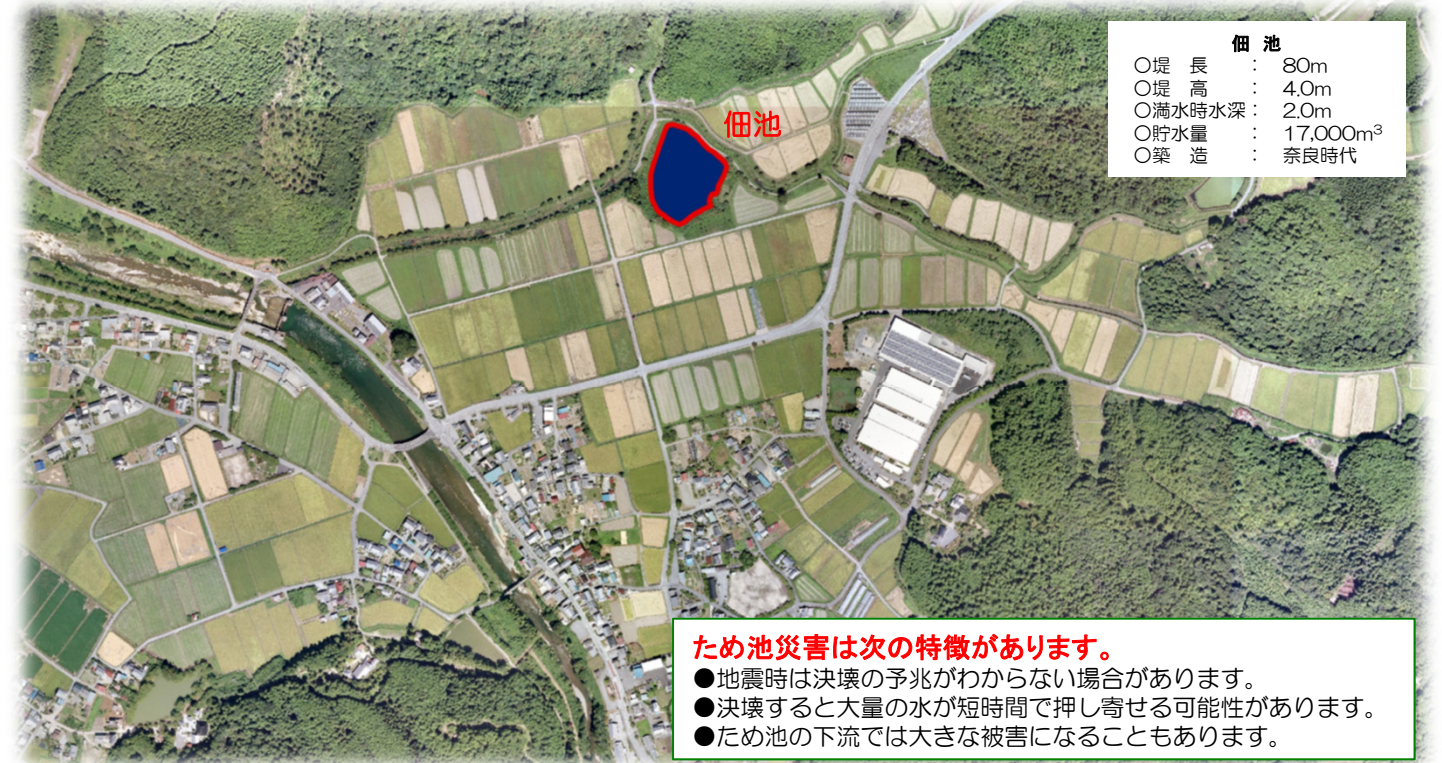 佃 池
○堤 長 : 80m
○堤 高 : 4.0m
○満水時水深: 2.0m
○貯水量 : 17,000m³
○築 造 : 奈良時代
佃池
ため池災害は次の特徴があります。
●地震時は決壊の予兆がわからない場合があります。
●決壊すると大量の水が短時間で押し寄せる可能性があります。
●ため池の下流では大きな被害になることもあります。